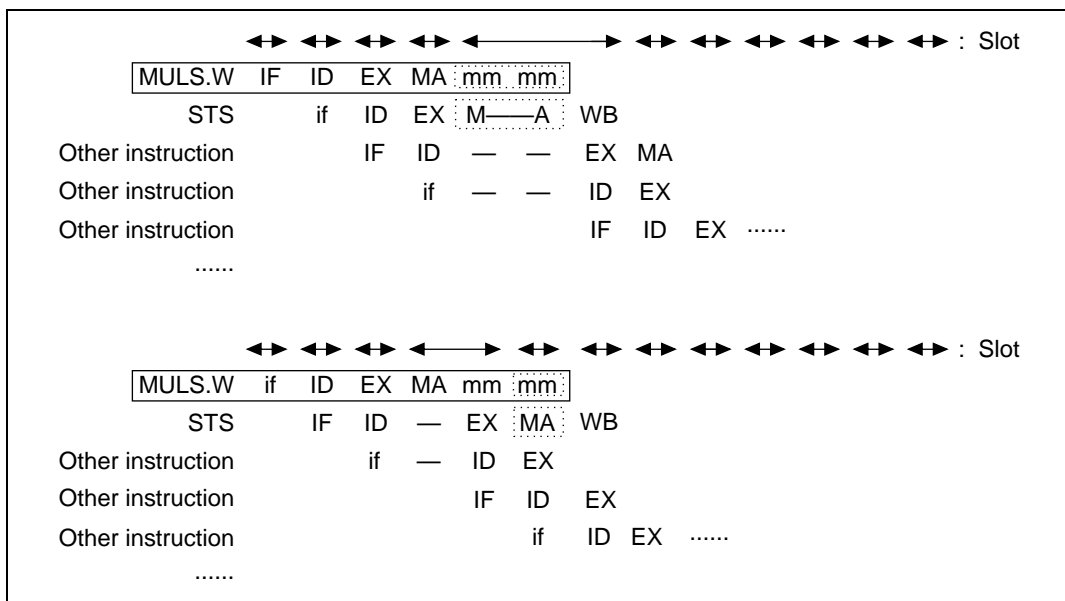 : Slot
MULS.W IF ID EX MA mm mm
STS if ID EX M——A WB
Other instruction IF ID — — EX MA
Other instruction if — — ID EX
Other instruction IF ID EX ······
······
: Slot
MULS.W if ID EX MA mm mm
STS IF ID — EX MA WB
Other instruction if — ID EX
Other instruction IF ID EX
Other instruction if ID EX ······
······